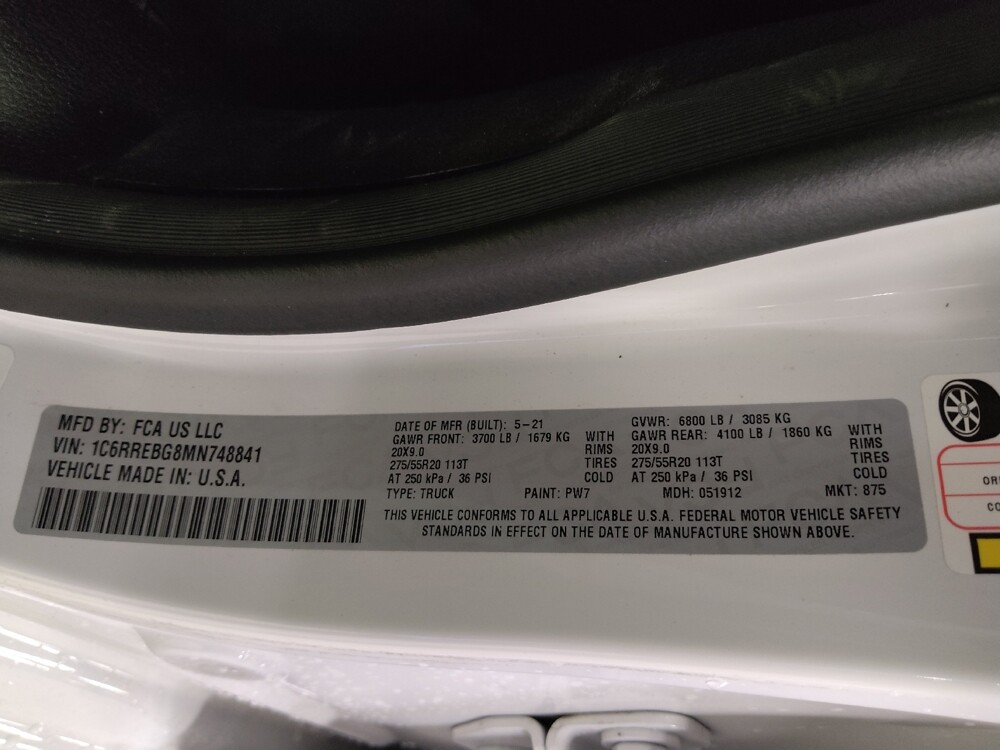 MFD BY: FCA US LLC
VIN: 1C6RREBG8MN748841
VEHICLE MADE IN: U.S.A.
DATE OF MFR (BUILT): 5-21
GAWR FRONT: 3700 LB / 1679 KG WITH
20X9.0 RIMS
275/55R20 113T TIRES
AT 250 kPa / 36 PSI COLD
GVWR: 6800 LB / 3085 KG
GAWR REAR: 4100 LB / 1860 KG WITH
20X9.0 RIMS
275/55R20 113T TIRES
AT 250 kPa / 36 PSI COLD
TYPE: TRUCK PAINT: PW7 MDH: 051912 MKT: 875
THIS VEHICLE CONFORMS TO ALL APPLICABLE U.S.A. FEDERAL MOTOR VEHICLE SAFETY
STANDARDS IN EFFECT ON THE DATE OF MANUFACTURE SHOWN ABOVE.